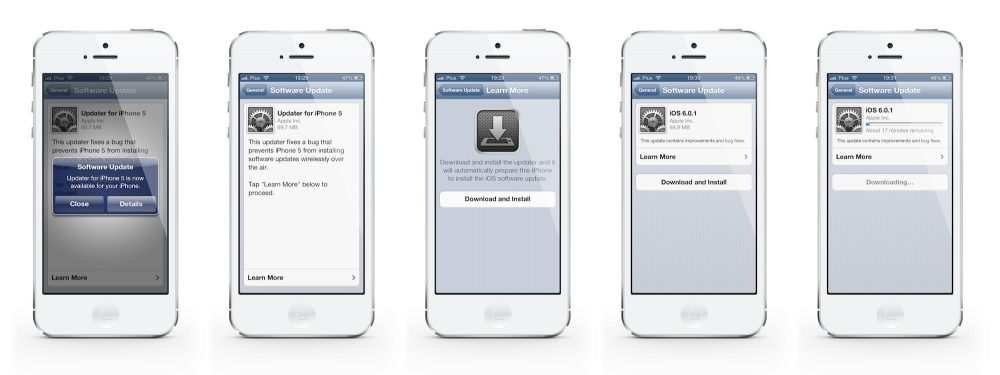 Plus 19:29 47%
General Software Update
Updater for iPhone 5
Apple Inc.
69,7 MB
This update fixes a bug that
prevents iPhone 5 from installing
Software Update
Updater for iPhone 5 is now
available for your iPhone.
Close Details
Learn More
Plus 19:29 47%
General Software Update
Updater for iPhone 5
Apple Inc.
69,7 MB
This update fixes a bug that
prevents iPhone 5 from installing
software updates wirelessly over
the air.
Tap "Learn More" below to
proceed.
Learn More
Plus 19:29 47%
Software Update Learn More
Download and install the updater and it
will automatically prepare this iPhone
to install the iOS software update.
Download and Install
Plus 19:30 46%
General Software Update
iOS 6.0.1
Apple Inc.
69,9 MB
This update contains improvements and bug fixes.
Learn More
Download and Install
Plus 19:31 46%
General Software Update
iOS 6.0.1
Apple Inc.
About 17 minutes remaining
This update contains improvements and bug fixes.
Learn More
Downloading...